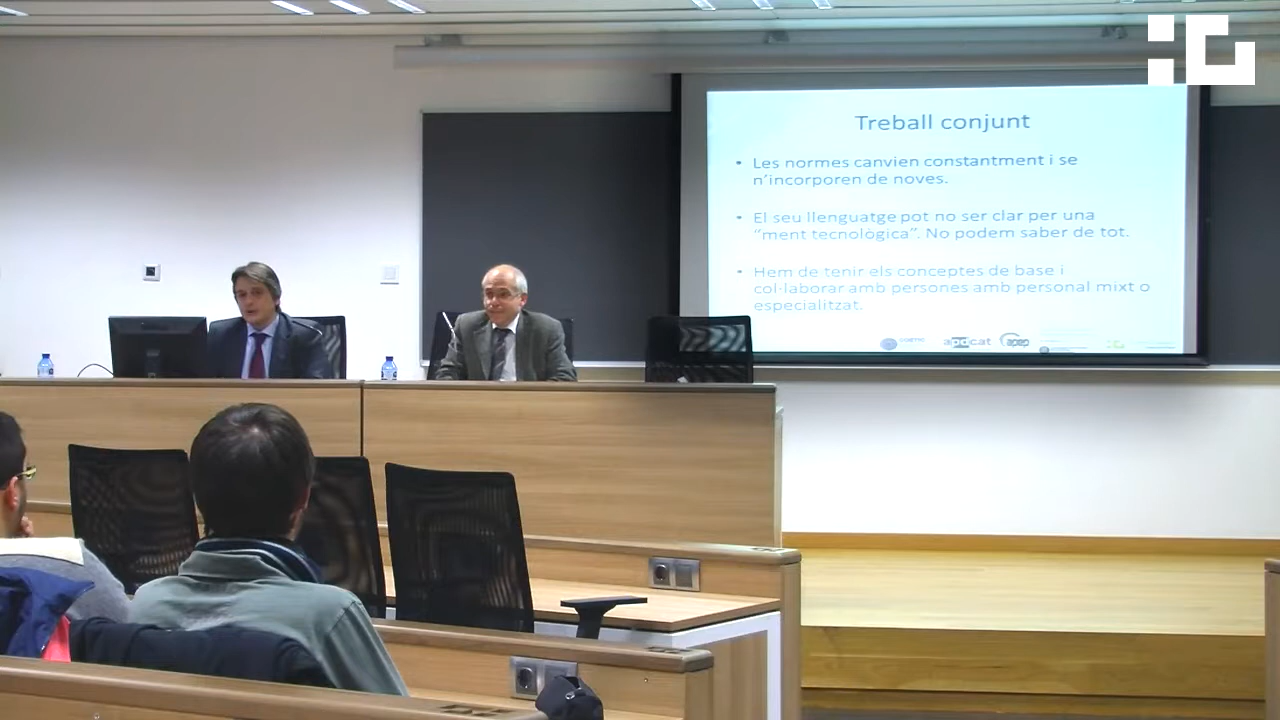 Treball conjunt
• Les normes canvien constantment i se
n’incorporen de noves.
• El seu llenguatge pot no ser clar per una
“ment tecnològica”. No podem saber de tot.
• Hem de tenir els conceptes de base i
col·laborar amb persones amb personal mixt o
especialitzat.
apdcat